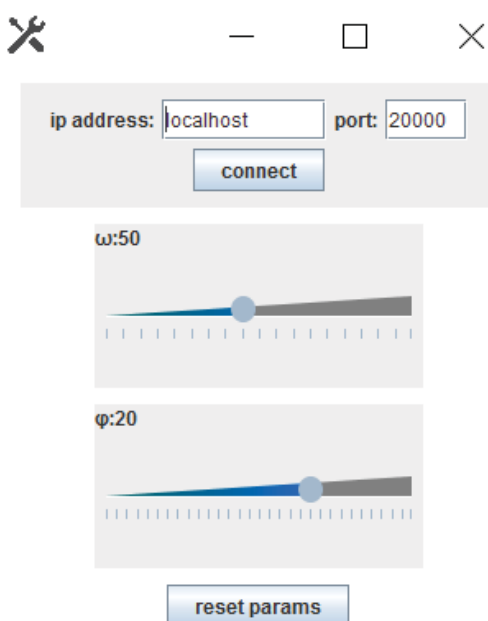 ip address: localhost port: 20000
connect
ω:50
φ:20
reset params